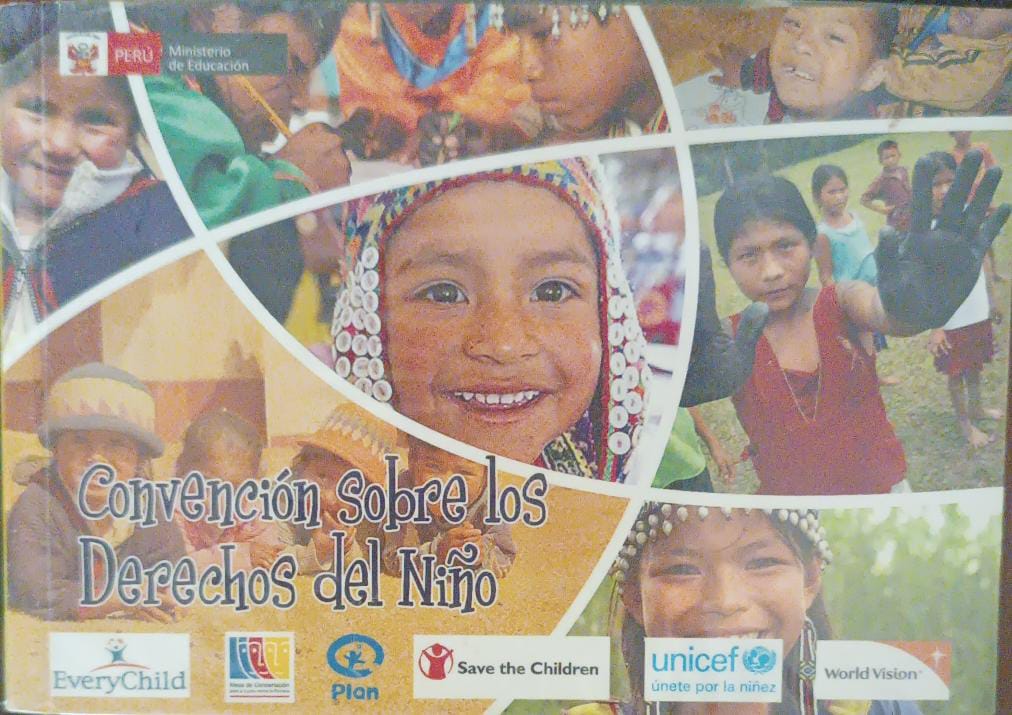 PERÚ
Ministerio
de Educación
Convención sobre los
Derechos del Niño
EveryChild
Plan
Save the Children
unicef
únete por la niñez
World Vision